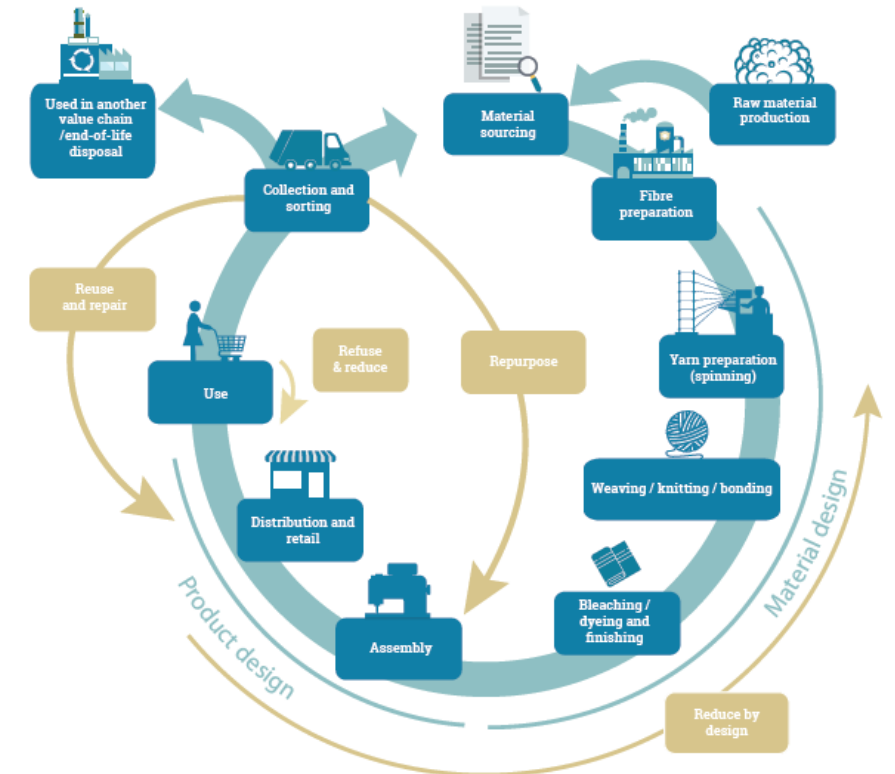 Used in another
value chain
/end-of-life
disposal
Material
sourcing
Raw material
production
Collection and
sorting
Fibre
preparation
Reuse
and repair
Refuse
& reduce
Repurpose
Yarn preparation
(spinning)
Use
Weaving / knitting / bonding
Distribution and
retail
Bleaching /
dyeing and
finishing
Assembly
Product design
Material design
Reduce by
design